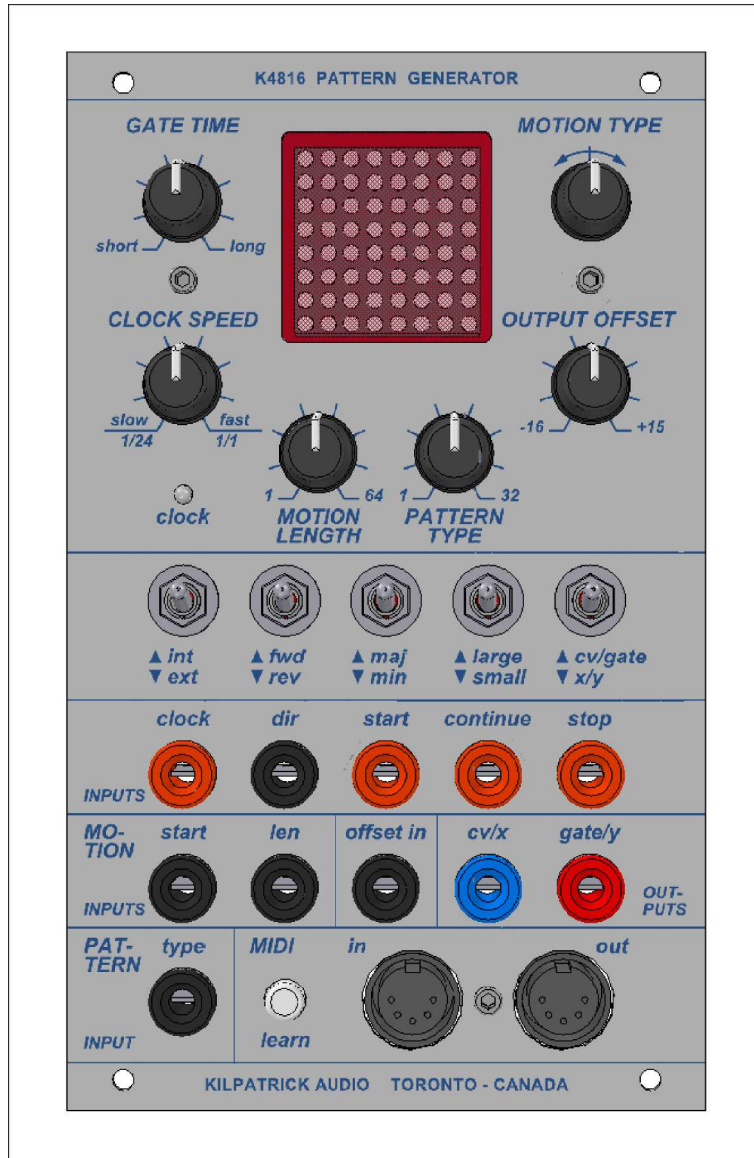 K4816 PATTERN GENERATOR
GATE TIME
MOTION TYPE
short
long
CLOCK SPEED
OUTPUT OFFSET
slow
1/24
fast
1/1
-16
+15
1
64
1
32
clock
MOTION
LENGTH
PATTERN
TYPE
▲ int
▼ ext
▲ fwd
▼ rev
▲ maj
▼ min
▲ large
▼ small
▲ cv/gate
▼ x/y
clock
dir
start
continue
stop
INPUTS
MO-
TION
start
len
offset in
cv/x
gate/y
INPUTS
OUT-
PUTS
PAT-
TERN
type
MIDI
in
out
INPUT
learn
KILPATRICK AUDIO TORONTO - CANADA